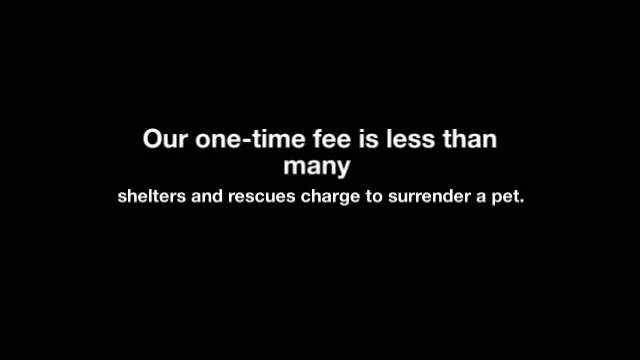 Our one-time fee is less than
many
shelters and rescues charge to surrender a pet.